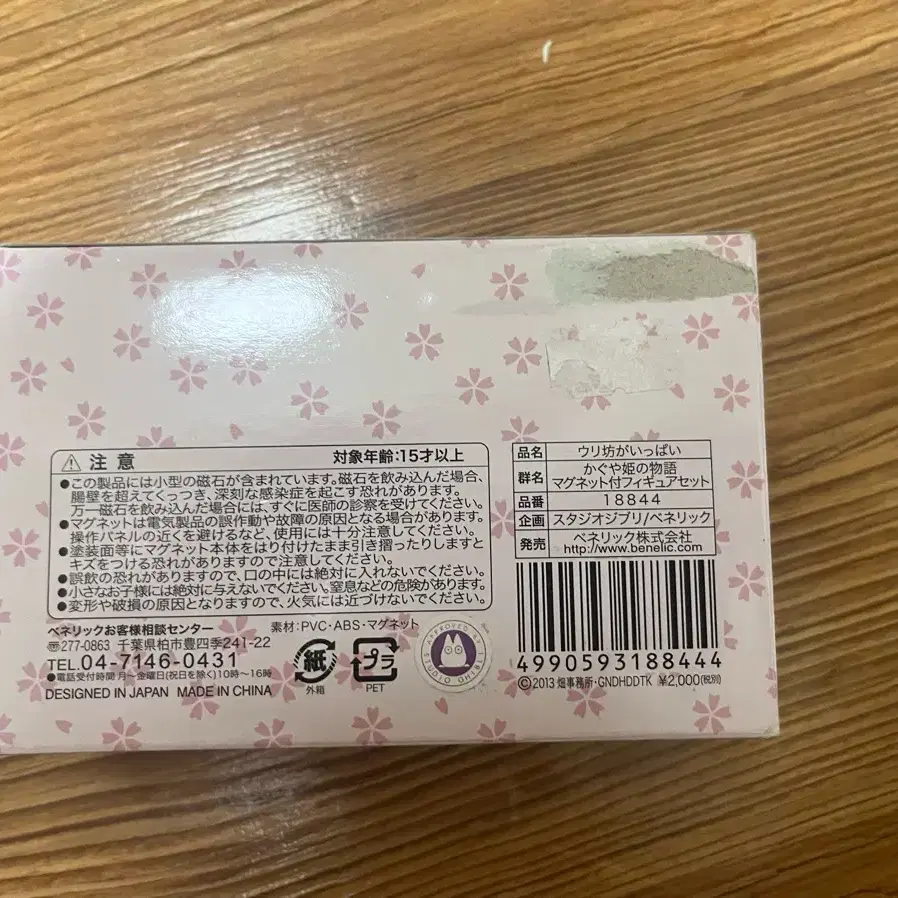 ⚠ 注意 対象年齢:15才以上
●この製品には小型の磁石が含まれています。磁石を飲み込んだ場合、
腸壁を超えてくっつき、深刻な感染症を起こす恐れがあります。
万一磁石を飲み込んだ場合には、すぐに医師の診察を受けてください。
●マグネットは電気製品の誤作動や故障の原因となる場合があります。
操作パネルの近くを避けるなど、使用には十分注意してください。
●塗装面等にマグネット本体をはり付けたまま引き摺ったりしますと
キズをつける恐れがありますので注意してください。
●誤飲の恐れがありますので、口の中には絶対に入れないでください。
●小さなお子様には絶対に与えないでください。窒息などの危険があります。
●変形や破損の原因となりますので、火気には近づけないでください。
ベネリックお客様相談センター
〠277-0863 千葉県柏市豊四季241-22
TEL.04-7146-0431
●電話受付時間 月~金曜日(祝日を除く)10時~16時
DESIGNED IN JAPAN MADE IN CHINA
素材:PVC・ABS・マグネット
紙
外箱
プラ
PET
APPROVED BY STUDIO GHIBLI
品名 ウリ坊がいっぱい
群名 かぐや姫の物語
マグネット付フィギュアセット
品番 18844
企画 スタジオジブリ/ベネリック
発売 ベネリック株式会社
http://www.benelic.com
4990593188444
©2013 畑事務所・GNDHDDTK ¥2,000(税別)